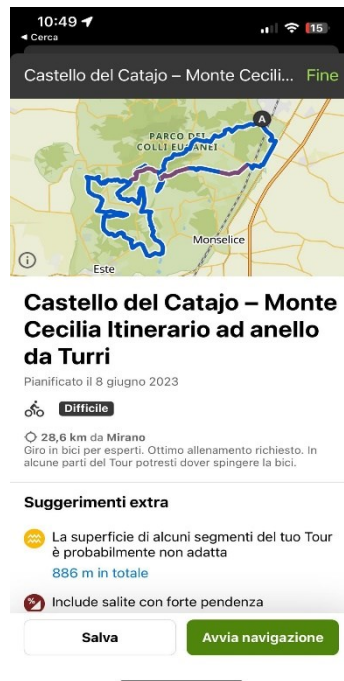 10:49
◄ Cerca
15
Castello del Catajo – Monte Cecili... Fine
A
PARCO DEI
COLLI EUGANEI
Monselice
Este
Castello del Catajo – Monte
Cecilia Itinerario ad anello
da Turri
Pianificato il 8 giugno 2023
Difficile
28,6 km da Mirano
Giro in bici per esperti. Ottimo allenamento richiesto. In
alcune parti del Tour potresti dover spingere la bici.
Suggerimenti extra
La superficie di alcuni segmenti del tuo Tour
è probabilmente non adatta
886 m in totale
Include salite con forte pendenza
Salva
Avvia navigazione